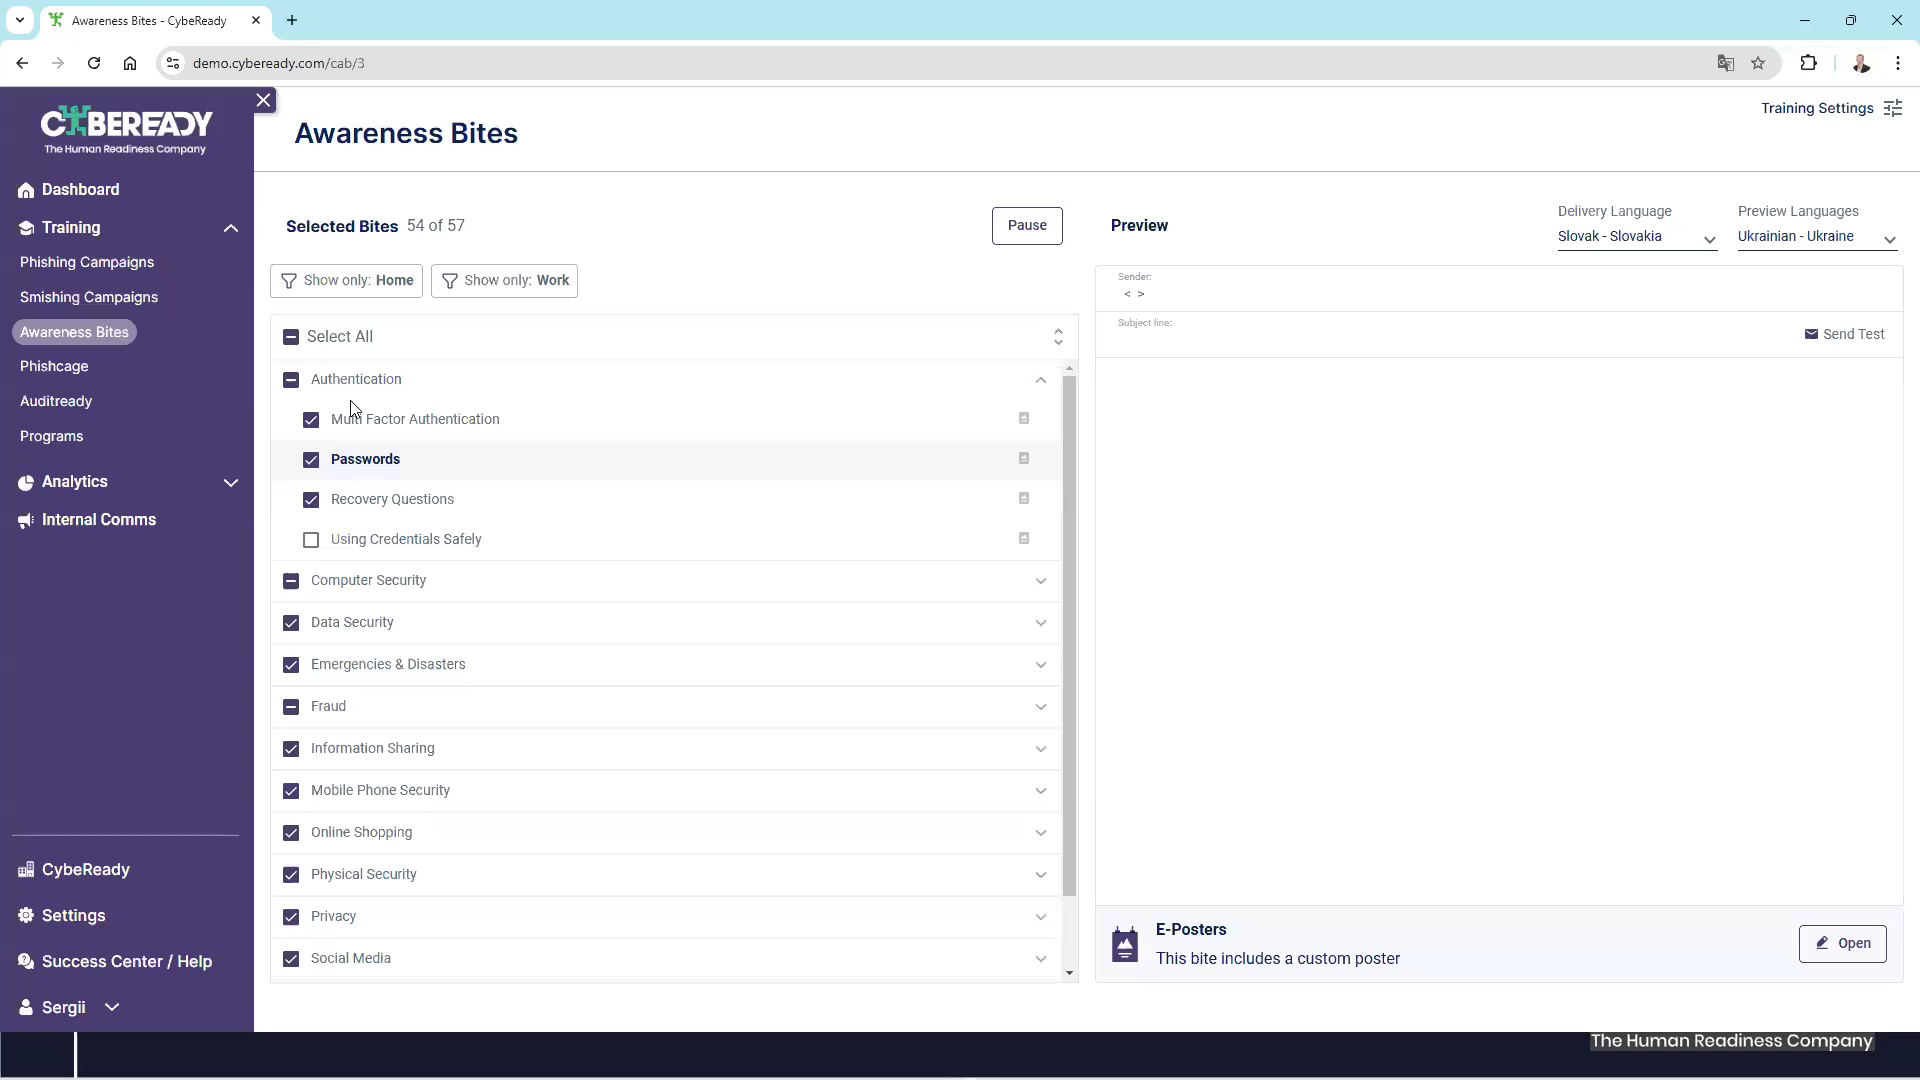 Awareness Bites - CybeReady
demo.cybeready.com/cab/3
CYBEREADY
The Human Readiness Company
Dashboard
Training
Phishing Campaigns
Smishing Campaigns
Awareness Bites
Phishcage
Auditready
Programs
Analytics
Internal Comms
CybeReady
Settings
Success Center / Help
Sergii
Awareness Bites
Training Settings
Selected Bites 54 of 57
Pause
Show only: Home
Show only: Work
Select All
Authentication
Multi Factor Authentication
Passwords
Recovery Questions
Using Credentials Safely
Computer Security
Data Security
Emergencies & Disasters
Fraud
Information Sharing
Mobile Phone Security
Online Shopping
Physical Security
Privacy
Social Media
Preview
Delivery Language
Slovak - Slovakia
Preview Languages
Ukrainian - Ukraine
Sender:
< >
Subject line:
Send Test
E-Posters
This bite includes a custom poster
Open
The Human Readiness Company